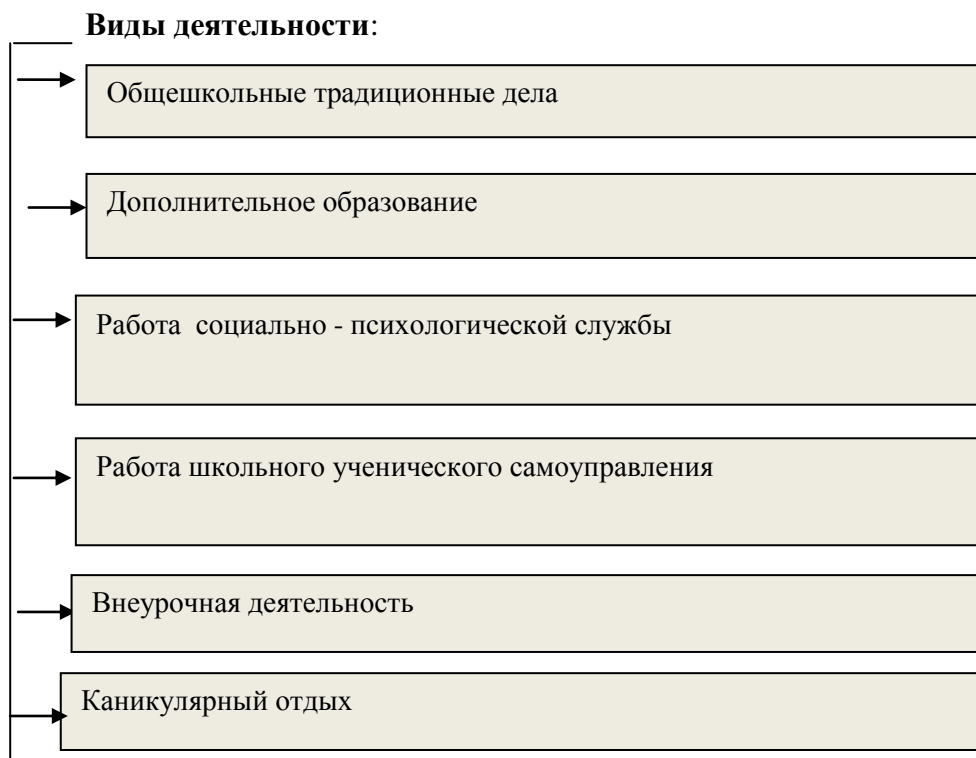 Виды деятельности:
Общешкольные традиционные дела
Дополнительное образование
Работа социально - психологической службы
Работа школьного ученического самоуправления
Внеурочная деятельность
Каникулярный отдых